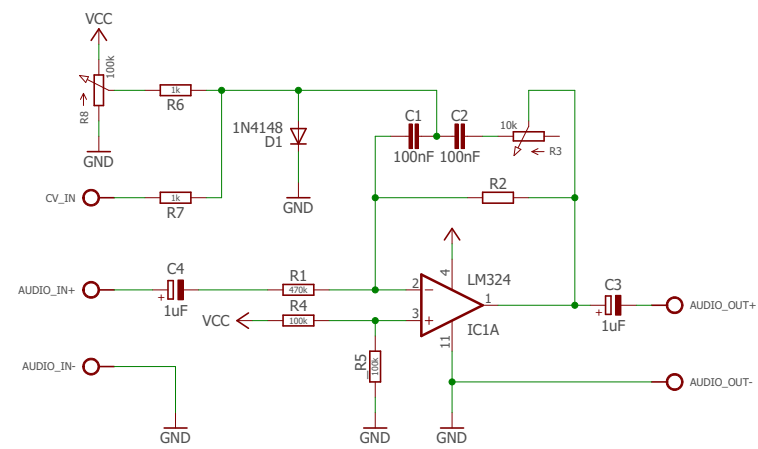 VCC
100k
R8
1k
R6
GND
1N4148
D1
GND
C1
C2
100nF
100nF
10k
R3
CV_IN
1k
R7
R2
AUDIO_IN+
C4
+
1uF
R1
470k
R4
VCC
100k
R5
100k
GND
2
-
3
+
4
11
1
LM324
IC1A
C3
+
1uF
AUDIO_OUT+
AUDIO_IN-
GND
GND
AUDIO_OUT-